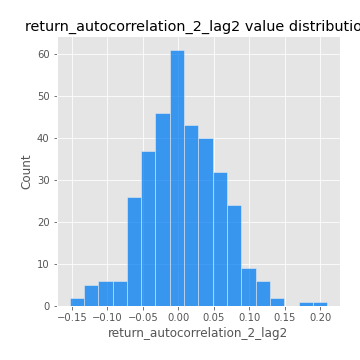 return_autocorrelation_2_lag2 value distributio
60
50
40
30
20
10
0
Count
−0.15 −0.10 −0.05 0.00 0.05 0.10 0.15 0.20
return_autocorrelation_2_lag2